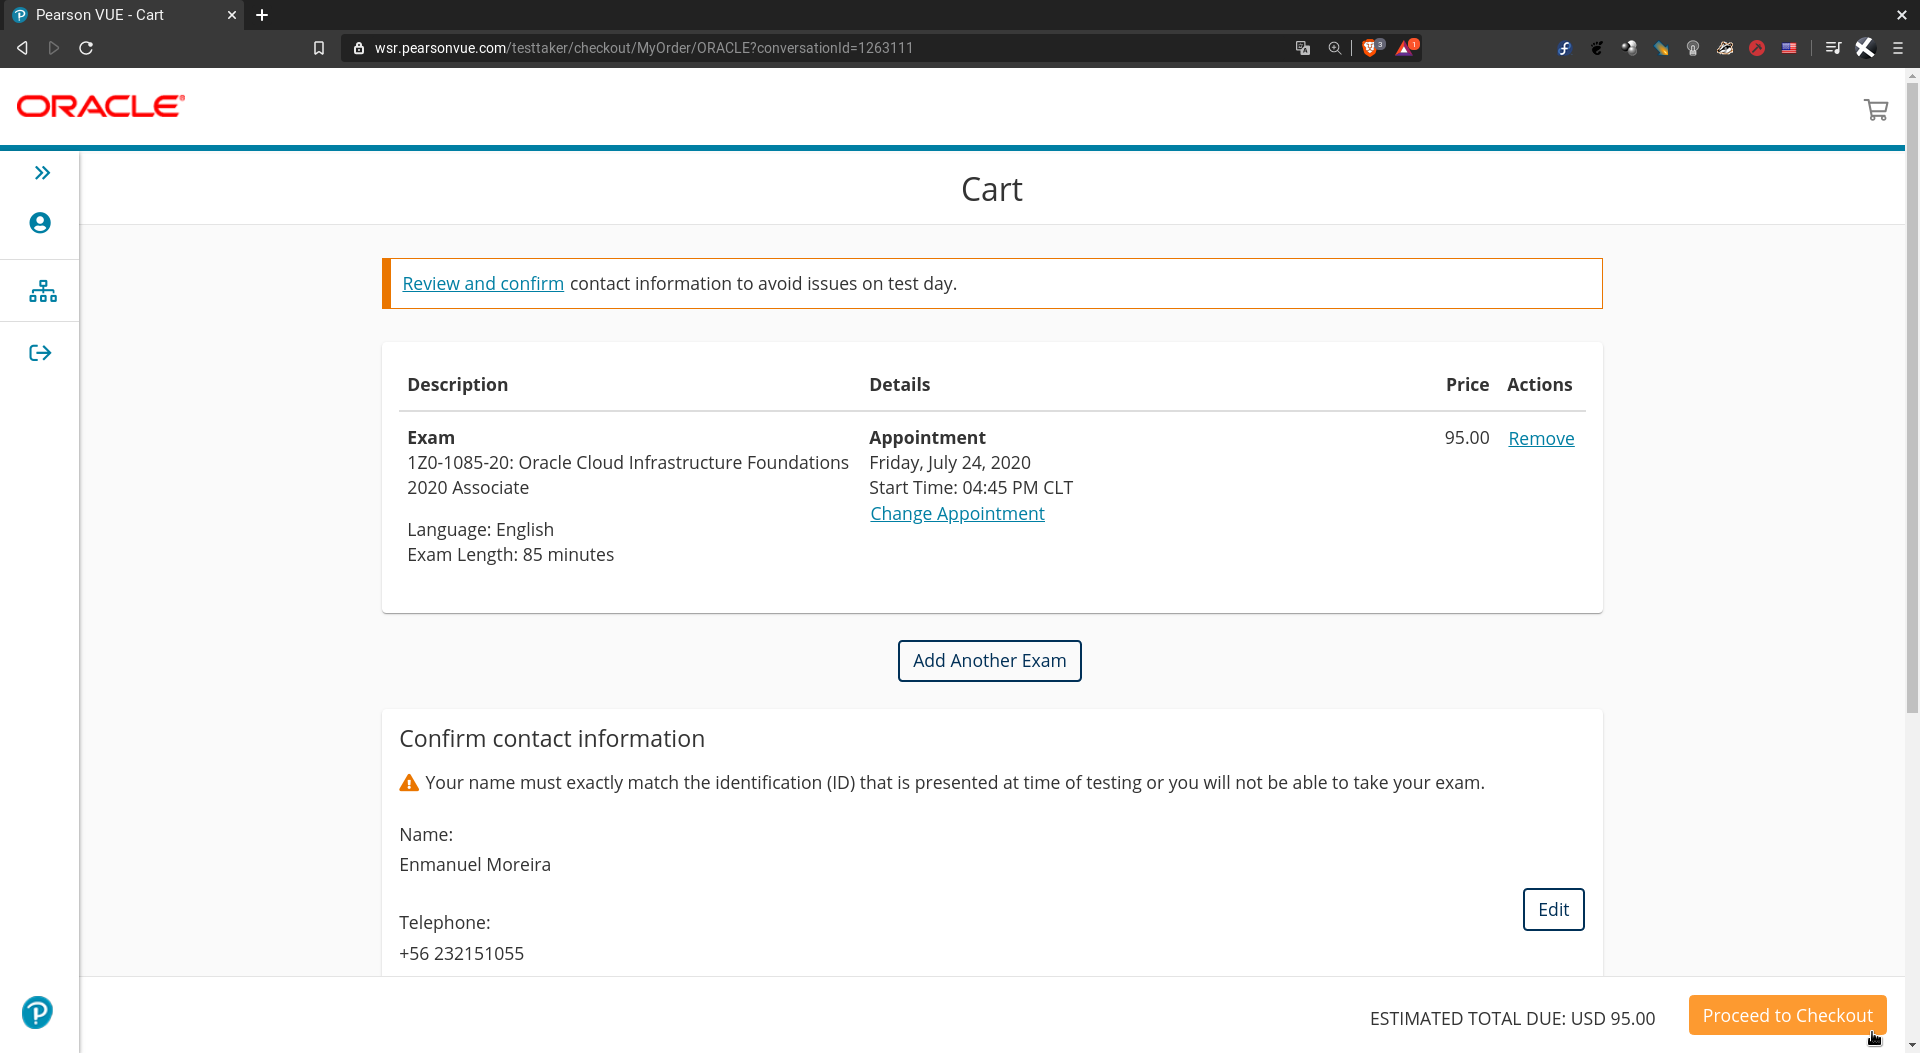 Pearson VUE - Cart
wsr.pearsonvue.com/testtaker/checkout/MyOrder/ORACLE?conversationId=1263111
3
1
ORACLE®
Cart
Review and confirm contact information to avoid issues on test day.
Description Details Price Actions
Exam Appointment 95.00 Remove
1Z0-1085-20: Oracle Cloud Infrastructure Foundations Friday, July 24, 2020
2020 Associate Start Time: 04:45 PM CLT
Change Appointment
Language: English
Exam Length: 85 minutes
Add Another Exam
Confirm contact information
Your name must exactly match the identification (ID) that is presented at time of testing or you will not be able to take your exam.
Name:
Enmanuel Moreira
Edit
Telephone:
+56 232151055
ESTIMATED TOTAL DUE: USD 95.00 Proceed to Checkout